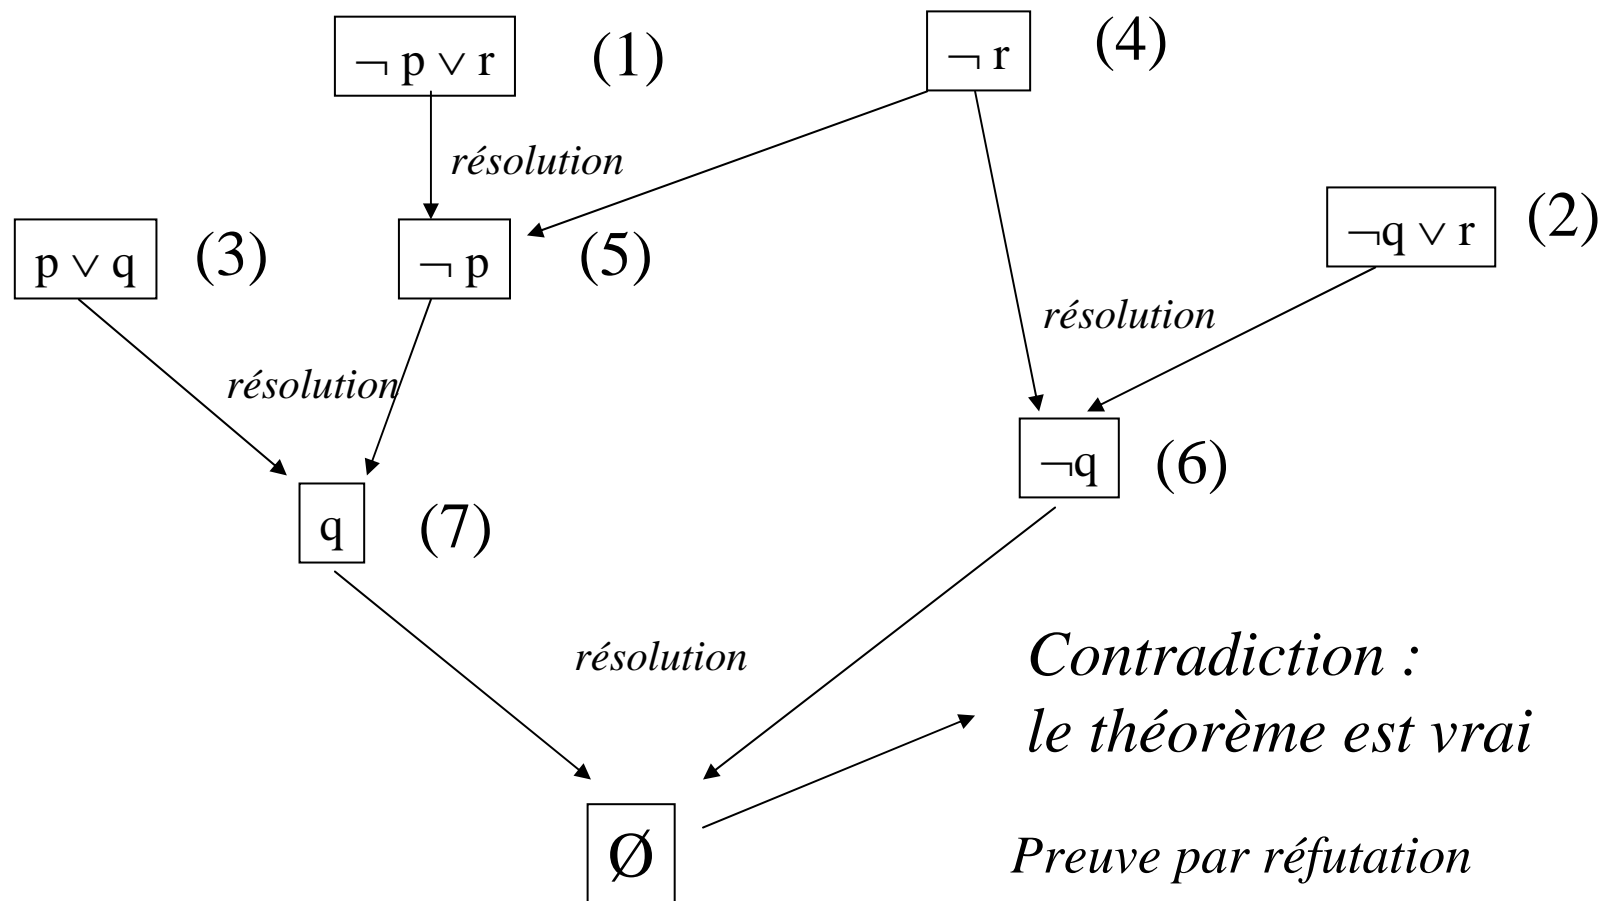 ¬ p ∨ r (1)
¬ r (4)
résolution
p ∨ q (3)
¬ p (5)
¬q ∨ r (2)
résolution
résolution
¬q (6)
q (7)
résolution
Contradiction :
le théorème est vrai
Ø
Preuve par réfutation